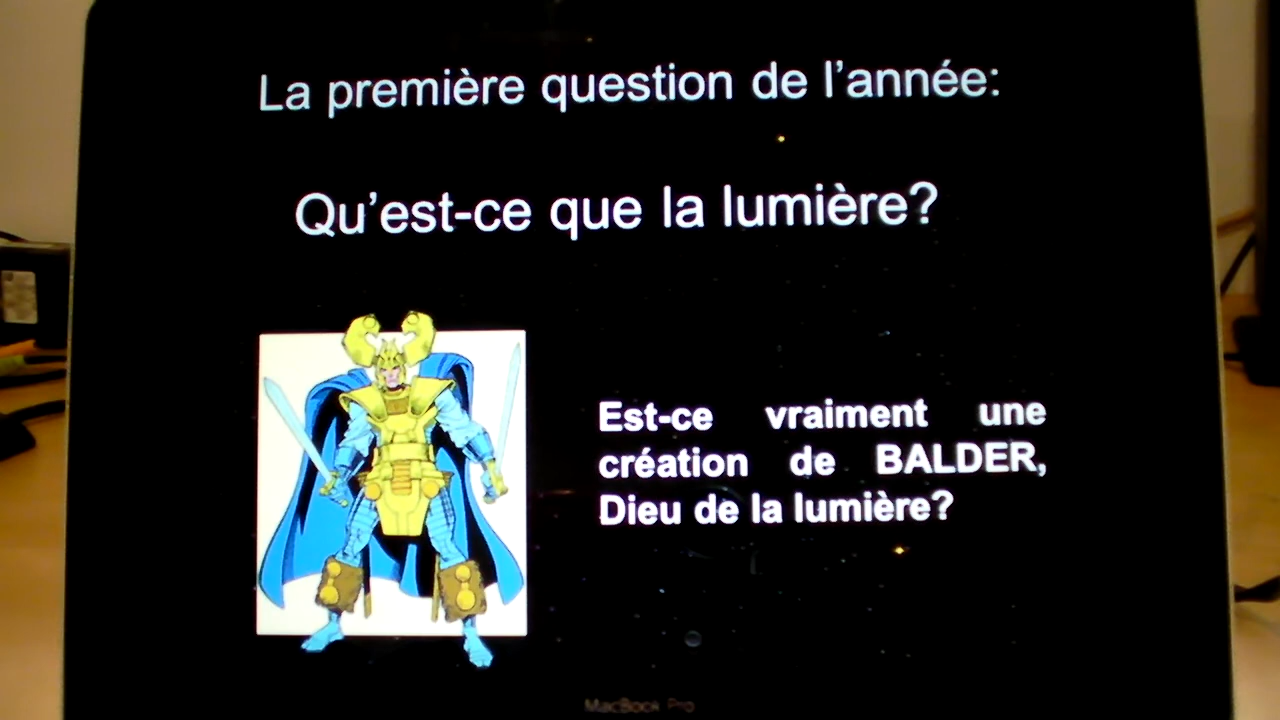 La première question de l'année:
Qu'est-ce que la lumière?
Est-ce vraiment une
création de BALDER,
Dieu de la lumière?
MacBook Pro